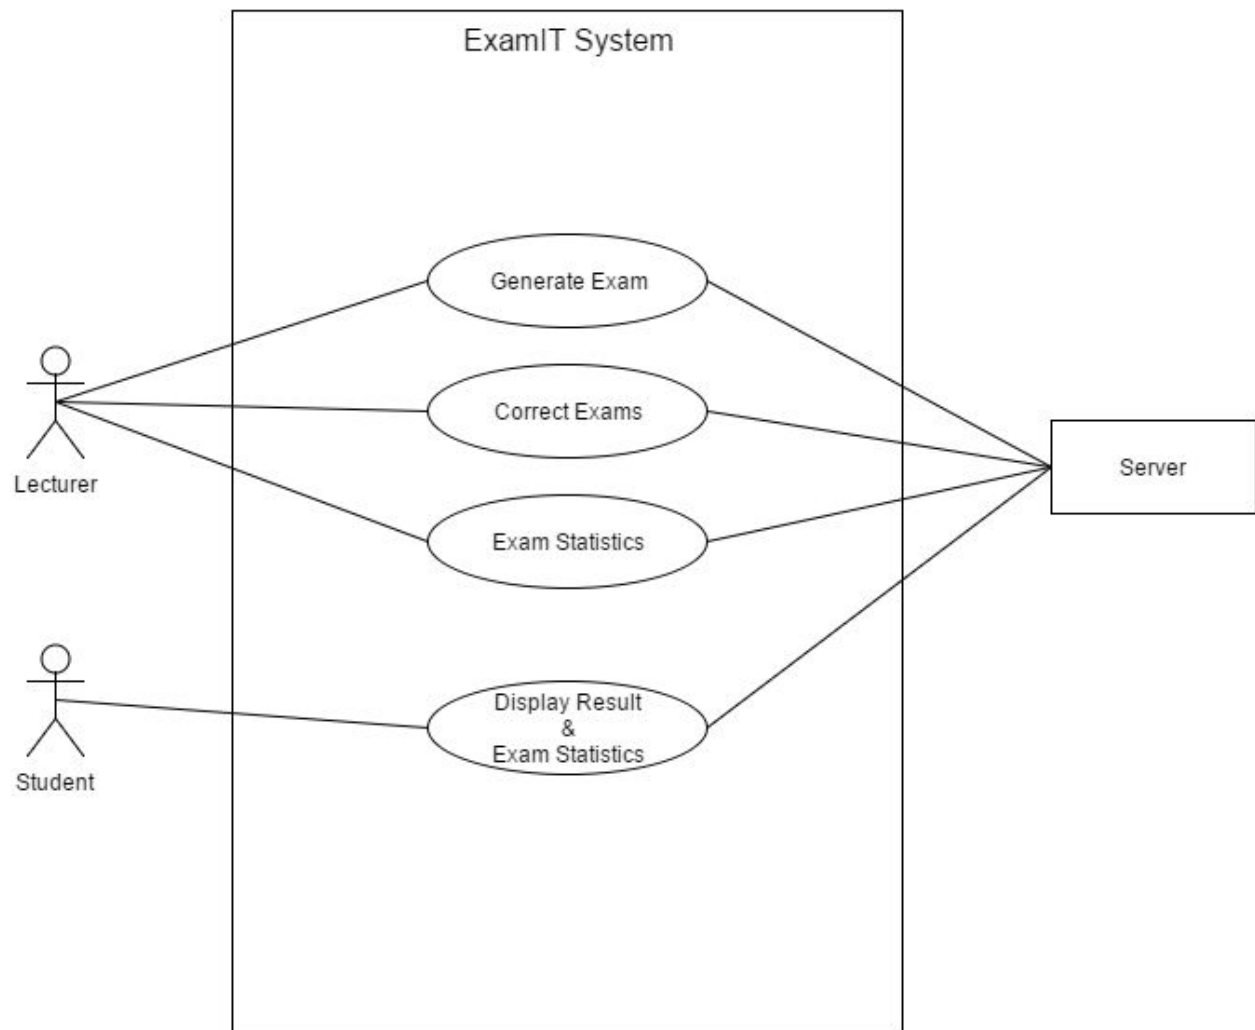 ExamIT System
Generate Exam
Correct Exams
Lecturer
Server
Exam Statistics
Display Result
&
Exam Statistics
Student